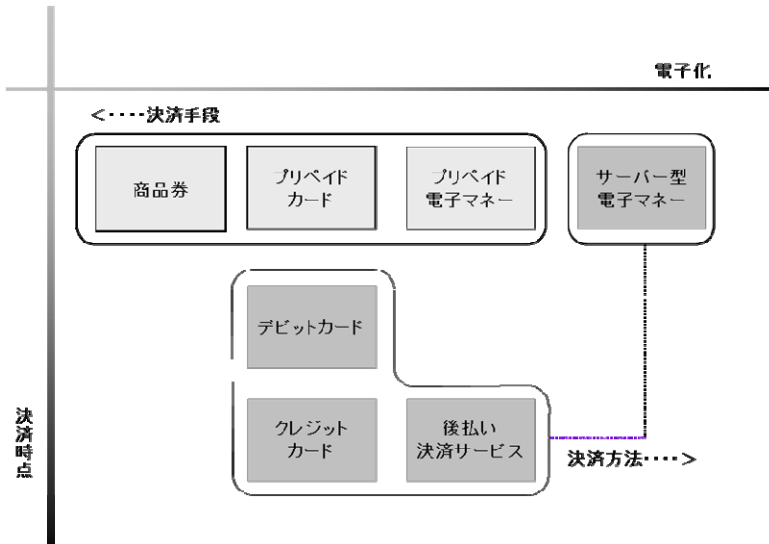 電子化
<‥‥決済手段
商品券
プリペイド
カード
プリペイド
電子マネー
サーバー型
電子マネー
デビットカード
クレジット
カード
後払い
決済サービス
決済方法‥‥>
決済時点